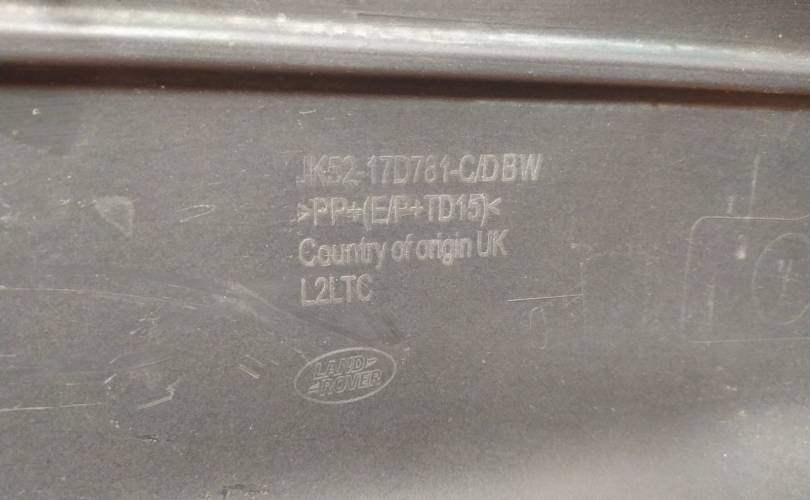 JK52-17D781-C/DBW
>PP+(E/P+TD15)<
Country of origin UK
L2LTC
LAND
ROVER